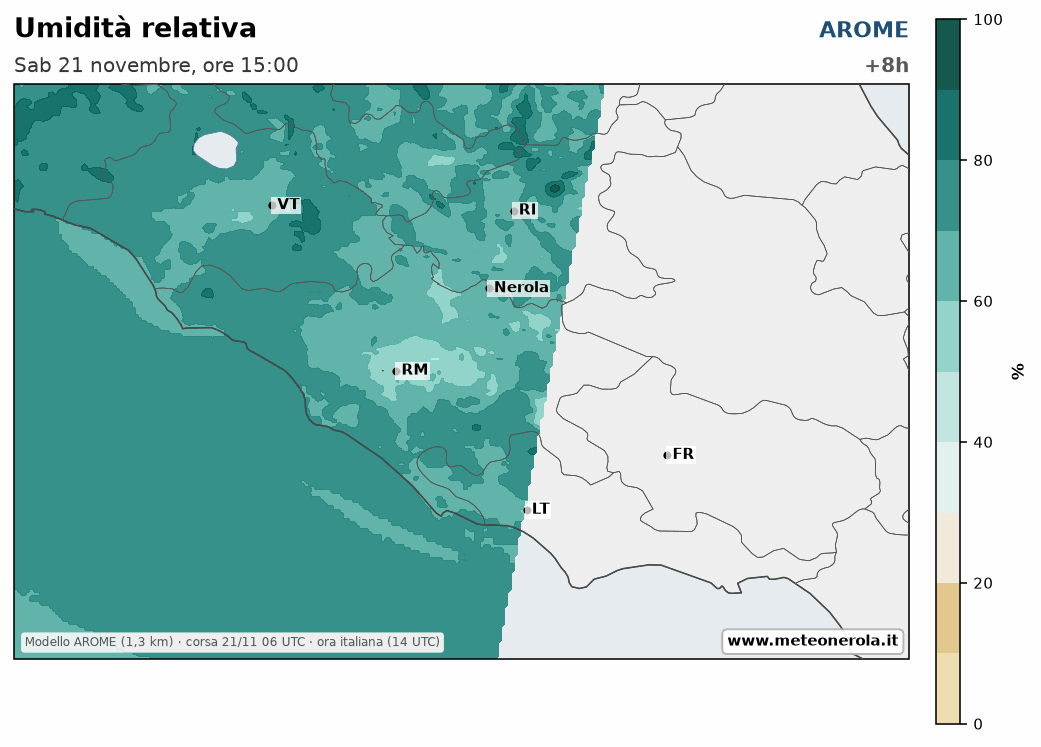 Umidità relativa
AROME
Sab 21 novembre, ore 15:00
+8h
100
80
60
40
20
0
%
VT
RI
Nerola
RM
FR
LT
Modello AROME (1,3 km) · corsa 21/11 06 UTC · ora italiana (14 UTC)
www.meteonerola.it